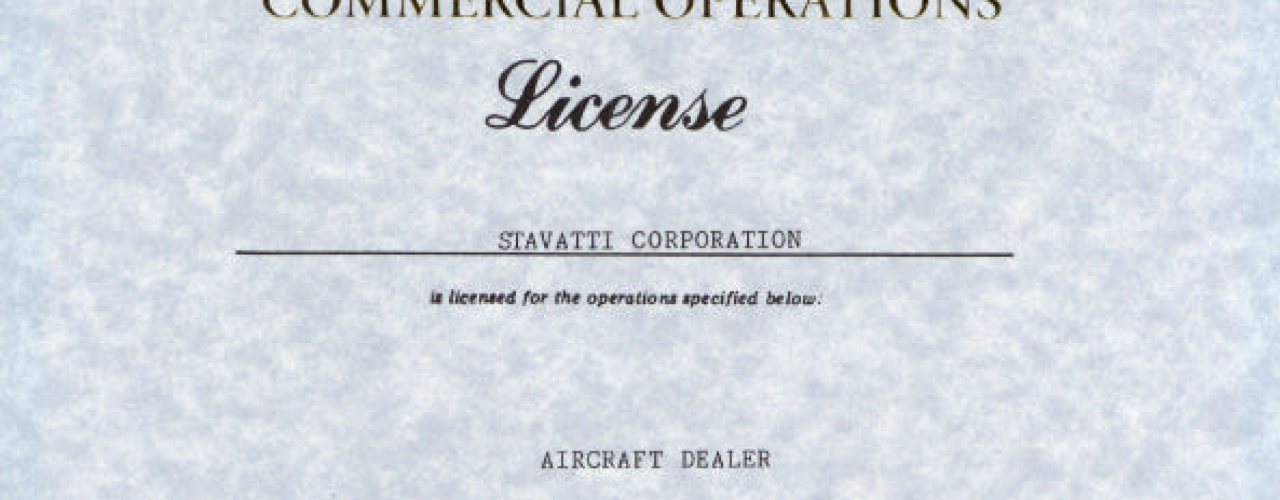 COMMERCIAL OPERATIONS
License
STAVATTI CORPORATION
is licensed for the operations specified below.
AIRCRAFT DEALER